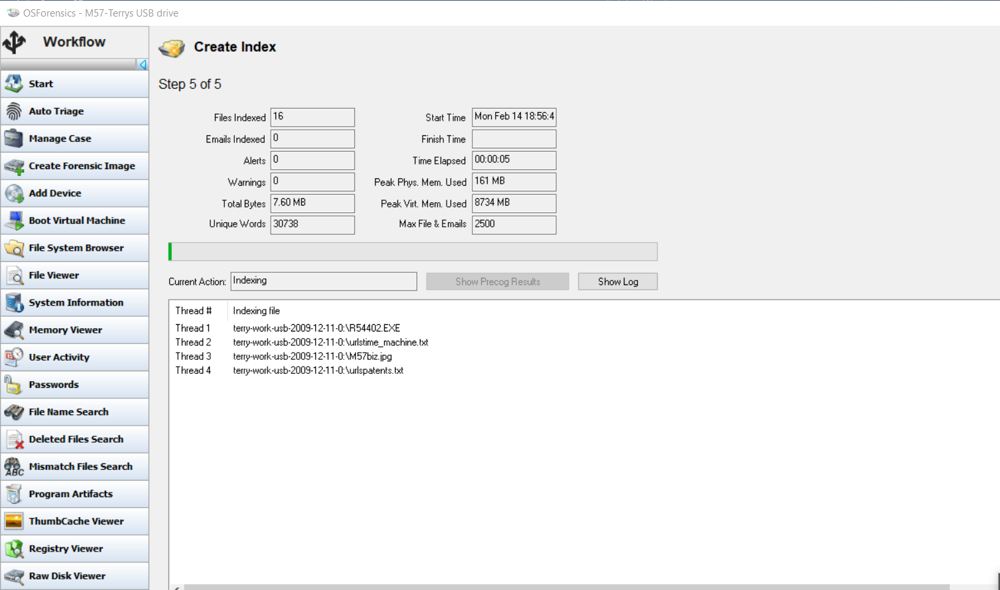 OSForensics - M57-Terrys USB drive
Workflow
Start
Auto Triage
Manage Case
Create Forensic Image
Add Device
Boot Virtual Machine
File System Browser
File Viewer
System Information
Memory Viewer
User Activity
Passwords
File Name Search
Deleted Files Search
ABC
Mismatch Files Search
Program Artifacts
ThumbCache Viewer
Registry Viewer
Raw Disk Viewer
Create Index
Step 5 of 5
Files Indexed 16
Emails Indexed 0
Alerts 0
Warnings 0
Total Bytes 7.60 MB
Unique Words 30738
Start Time Mon Feb 14 18:56:4
Finish Time
Time Elapsed 00:00:05
Peak Phys. Mem. Used 161 MB
Peak Virt. Mem. Used 8734 MB
Max File & Emails 2500
Current Action: Indexing Show Precog Results Show Log
Thread # Indexing file
Thread 1 terry-work-usb-2009-12-11-0:\R54402.EXE
Thread 2 terry-work-usb-2009-12-11-0:\urlstime_machine.txt
Thread 3 terry-work-usb-2009-12-11-0:\M57biz.jpg
Thread 4 terry-work-usb-2009-12-11-0:\urlspatents.txt